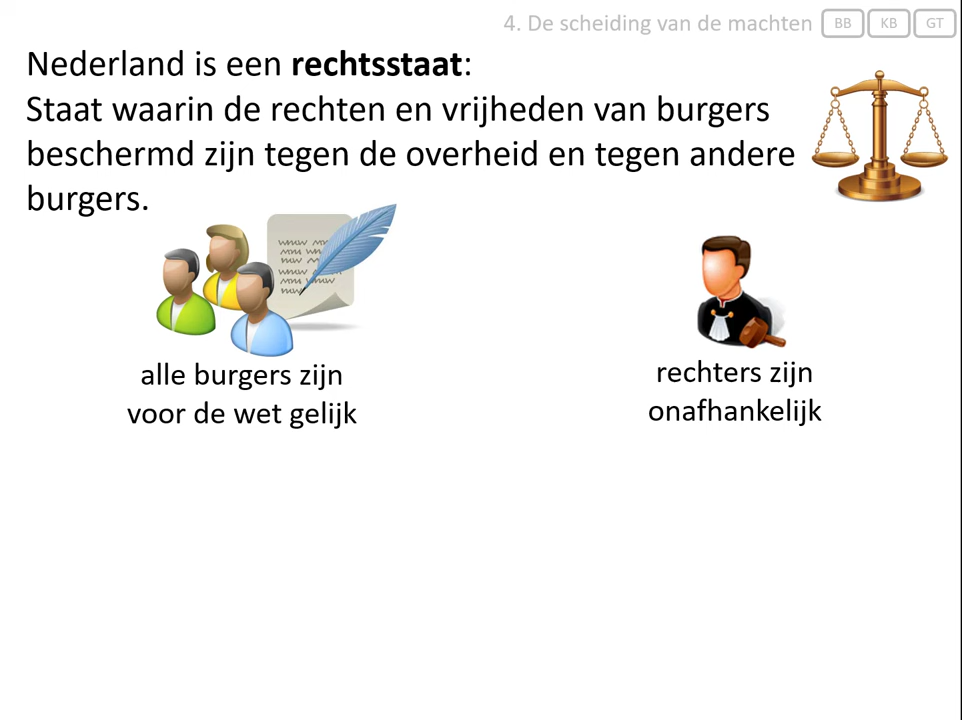 4. De scheiding van de machten BB KB GT
Nederland is een rechtsstaat:
Staat waarin de rechten en vrijheden van burgers
beschermd zijn tegen de overheid en tegen andere
burgers.
alle burgers zijn
voor de wet gelijk
rechters zijn
onafhankelijk